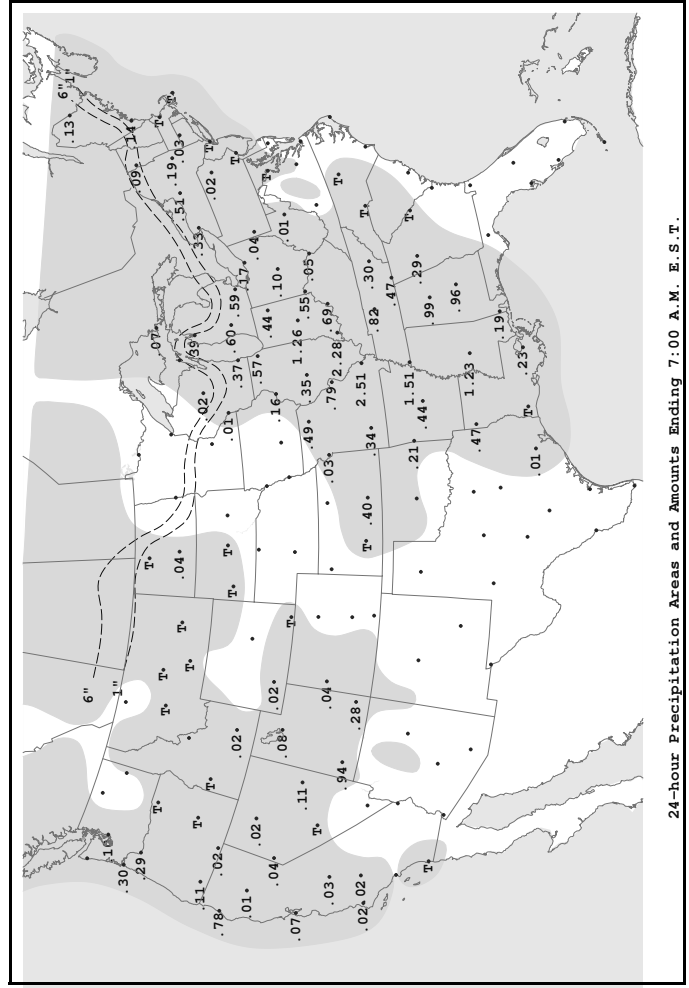 6" 1"
.13
6"
1"
.30
.14
.29
.09
T
T
.07
T
T
T
T
.19
.04
T
.03
.51
T
.39
T
.11
.33
.02
T
T
.02
.78
.02
.01
T
.60
T
T
.59
.02
.37
.17
.01
.04
.02
.57
T
.44
.04
.02
.16
.10
.08
.01
T
.07
1.26
.11
.55
.35
.49
.05
T
.69
.04
.03
.03
.79
2.28
T
.94
.28
.02
2.51
.02
T
T
.40
.30
.34
.82
.47
T
1.51
.21
.29
.44
T
.99
.96
1.23
.47
.19
.23
T
.01
24-hour Precipitation Areas and Amounts Ending 7:00 A.M. E.S.T.